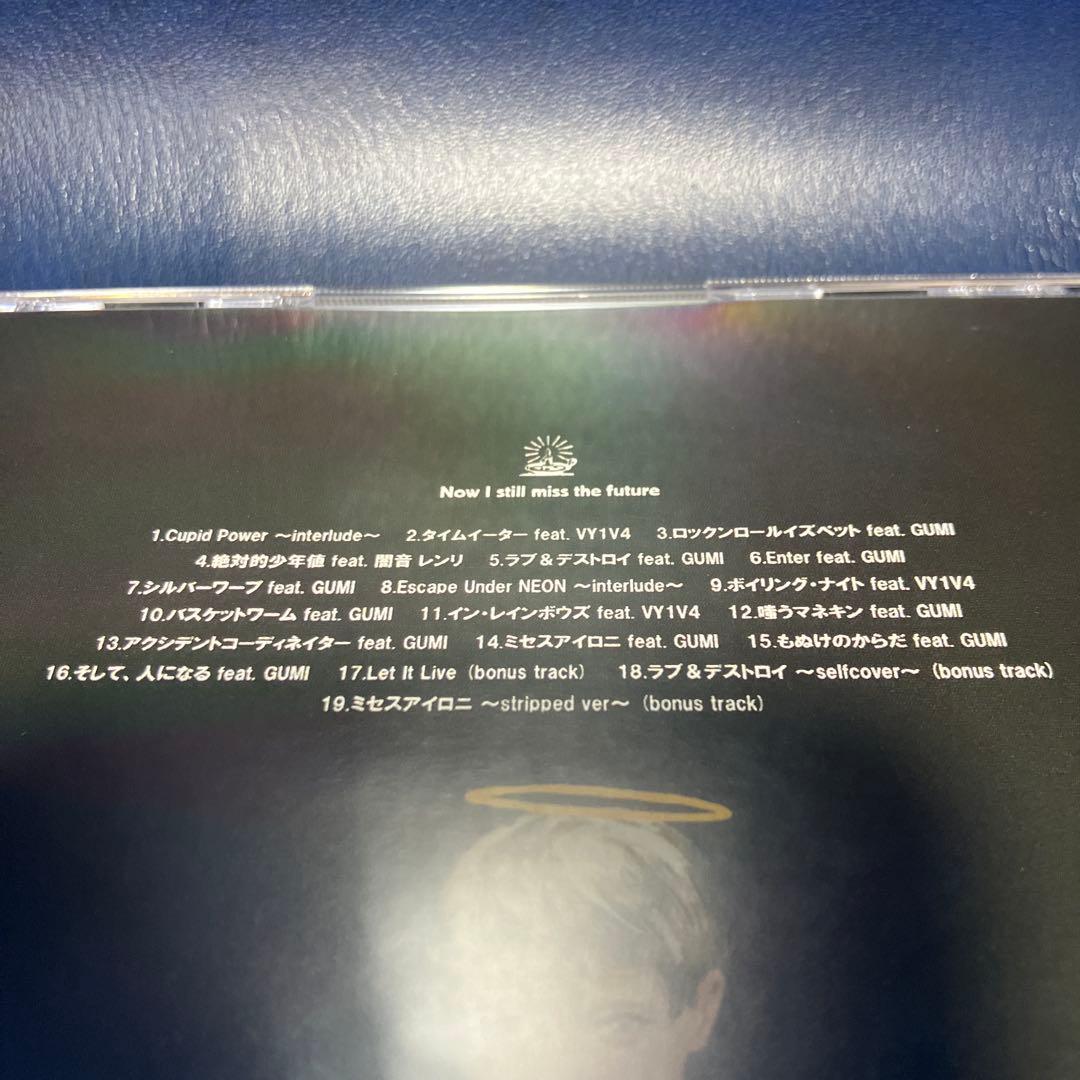 Now I still miss the future
1.Cupid Power ～interlude～ 2.タイムイーター feat. VY1V4 3.ロックンロールイズペット feat. GUMI
4.絶対的少年値 feat. 闇音 レンリ 5.ラブ＆デストロイ feat. GUMI 6.Enter feat. GUMI
7.シルバーワープ feat. GUMI 8.Escape Under NEON ～interlude～ 9.ボイリング・ナイト feat. VY1V4
10.バスケットワーム feat. GUMI 11.イン・レインボウズ feat. VY1V4 12.嗤うマネキン feat. GUMI
13.アクシデントコーディネイター feat. GUMI 14.ミセスアイロニ feat. GUMI 15.もぬけのからだ feat. GUMI
16.そして、人になる feat. GUMI 17.Let It Live（bonus track） 18.ラブ＆デストロイ ～selfcover～（bonus track）
19.ミセスアイロニ ～stripped ver～（bonus track）